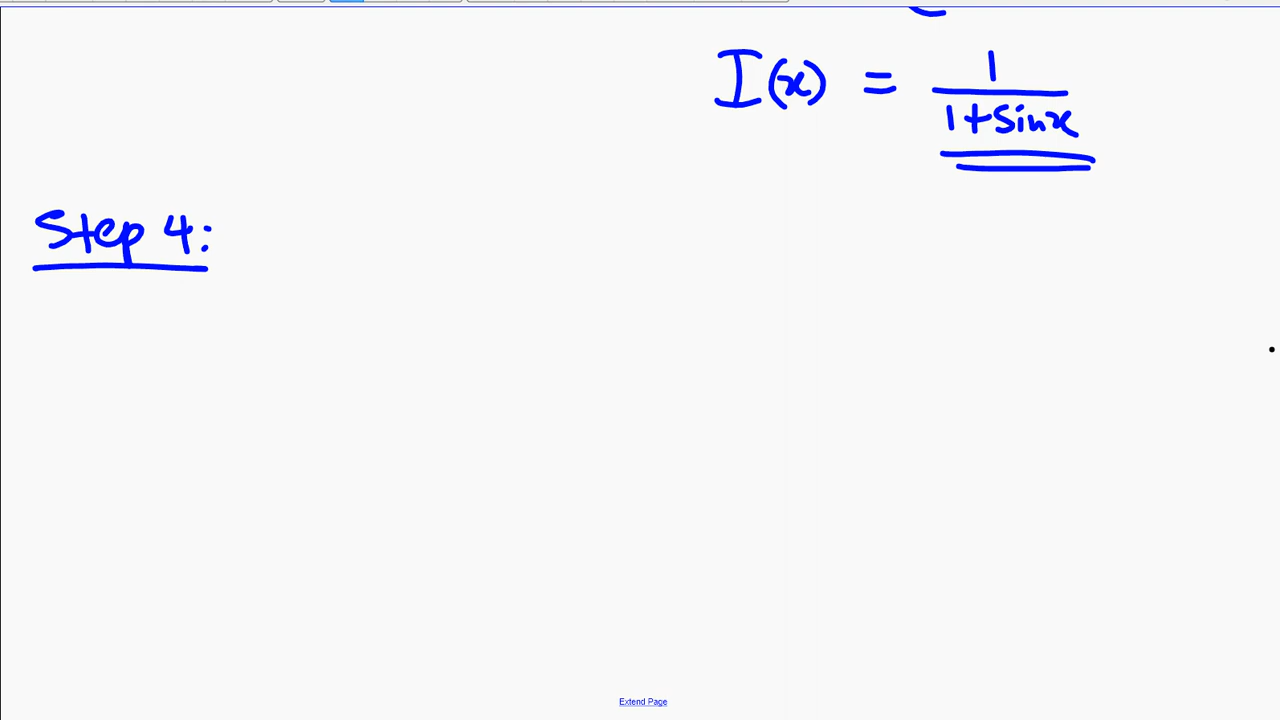 I(x) = 1/(1+sinx)
Step 4:
Extend Page